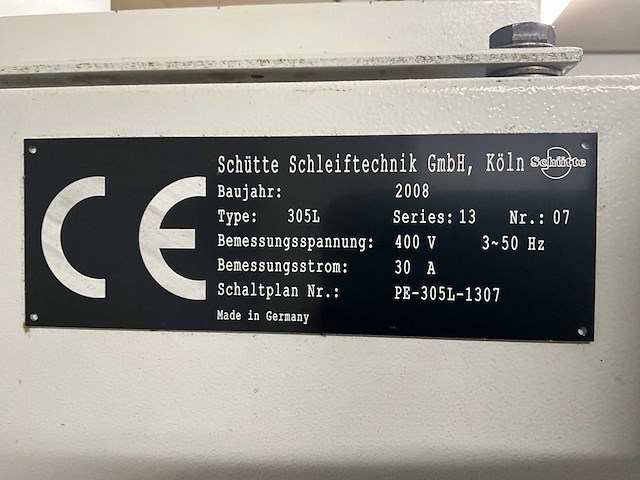 CE
Schütte Schleiftechnik GmbH, Köln Schütte
Baujahr: 2008
Type: 305L Series: 13 Nr.: 07
Bemessungsspannung: 400 V 3~50 Hz
Bemessungsstrom: 30 A
Schaltplan Nr.: PE-305L-1307
Made in Germany